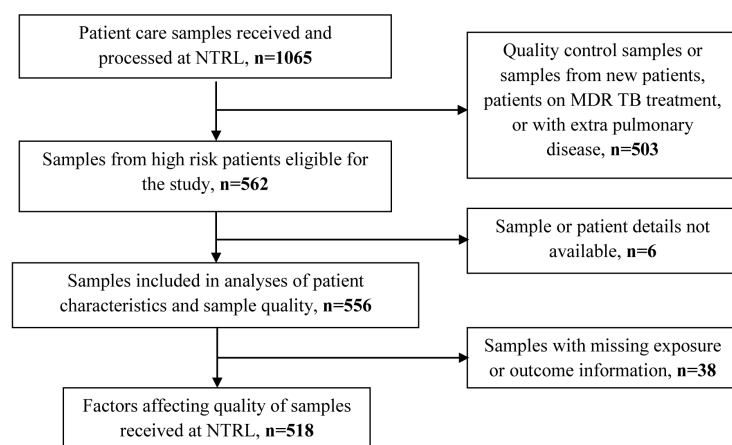 Patient care samples received and
processed at NTRL, n=1065
Quality control samples or
samples from new patients,
patients on MDR TB treatment,
or with extra pulmonary
disease, n=503
Samples from high risk patients eligible for
the study, n=562
Sample or patient details not
available, n=6
Samples included in analyses of patient
characteristics and sample quality, n=556
Samples with missing exposure
or outcome information, n=38
Factors affecting quality of samples
received at NTRL, n=518